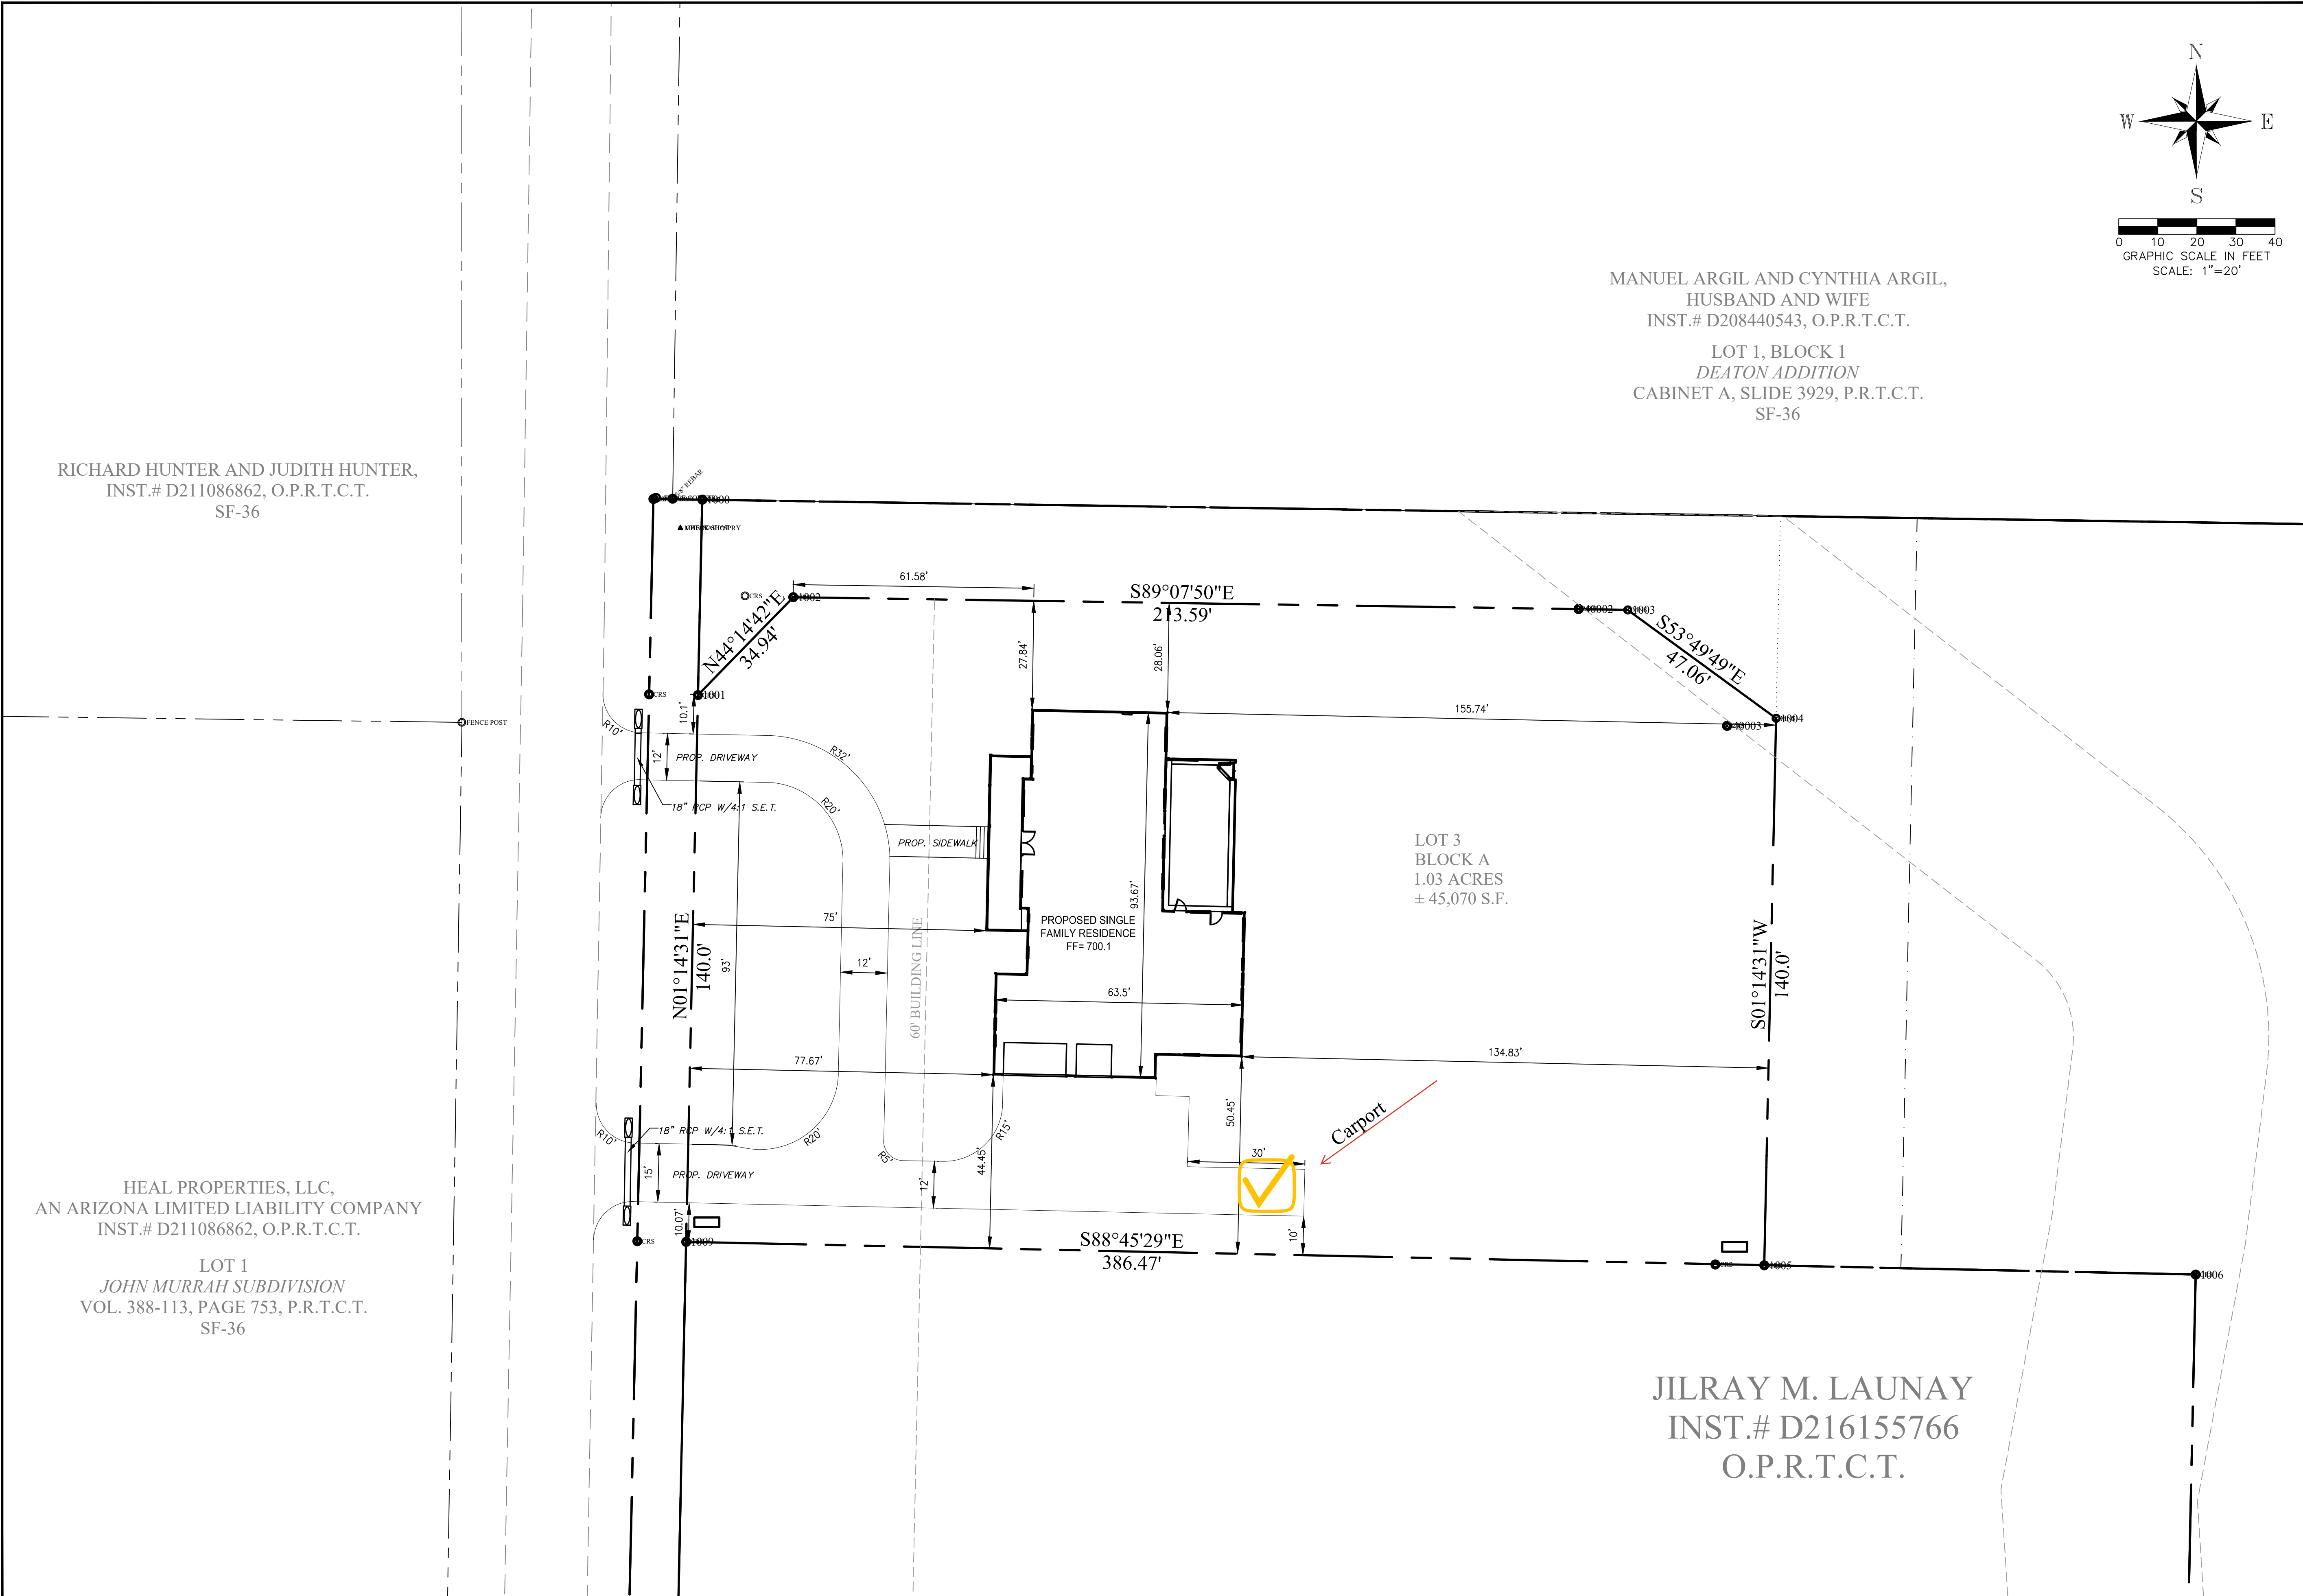 N
W
E
S
0 10 20 30 40
GRAPHIC SCALE IN FEET
SCALE: 1"=20'
MANUEL ARGIL AND CYNTHIA ARGIL,
HUSBAND AND WIFE
INST.# D208440543, O.P.R.T.C.T.
LOT 1, BLOCK 1
DEATON ADDITION
CABINET A, SLIDE 3929, P.R.T.C.T.
SF-36
RICHARD HUNTER AND JUDITH HUNTER,
INST.# D211086862, O.P.R.T.C.T.
SF-36
5/8" REBAR
1000
CRS
1002
61.58'
S89°07'50"E
213.59'
40002
1003
N44°14'42"E
34.94'
S53°49'49"E
47.06'
27.84'
28.06'
CRS
1001
10.1'
155.74'
40003
1004
FENCE POST
R10'
12'
PROP. DRIVEWAY
R32'
18" RCP W/4:1 S.E.T.
R20'
PROP. SIDEWALK
LOT 3
BLOCK A
1.03 ACRES
± 45,070 S.F.
93.67'
PROPOSED SINGLE
FAMILY RESIDENCE
FF= 700.1
75'
60' BUILDING LINE
N01°14'31"E
140.0'
93'
12'
63.5'
S01°14'31"W
140.0'
77.67'
134.83'
50.45'
Carport
R10'
18" RCP W/4:1 S.E.T.
R20'
R15'
R5'
44.45'
30'
15'
PROP. DRIVEWAY
12'
10.07'
10'
CRS
1009
S88°45'29"E
386.47'
CRS
1005
1006
HEAL PROPERTIES, LLC,
AN ARIZONA LIMITED LIABILITY COMPANY
INST.# D211086862, O.P.R.T.C.T.
LOT 1
JOHN MURRAH SUBDIVISION
VOL. 388-113, PAGE 753, P.R.T.C.T.
SF-36
JILRAY M. LAUNAY
INST.# D216155766
O.P.R.T.C.T.